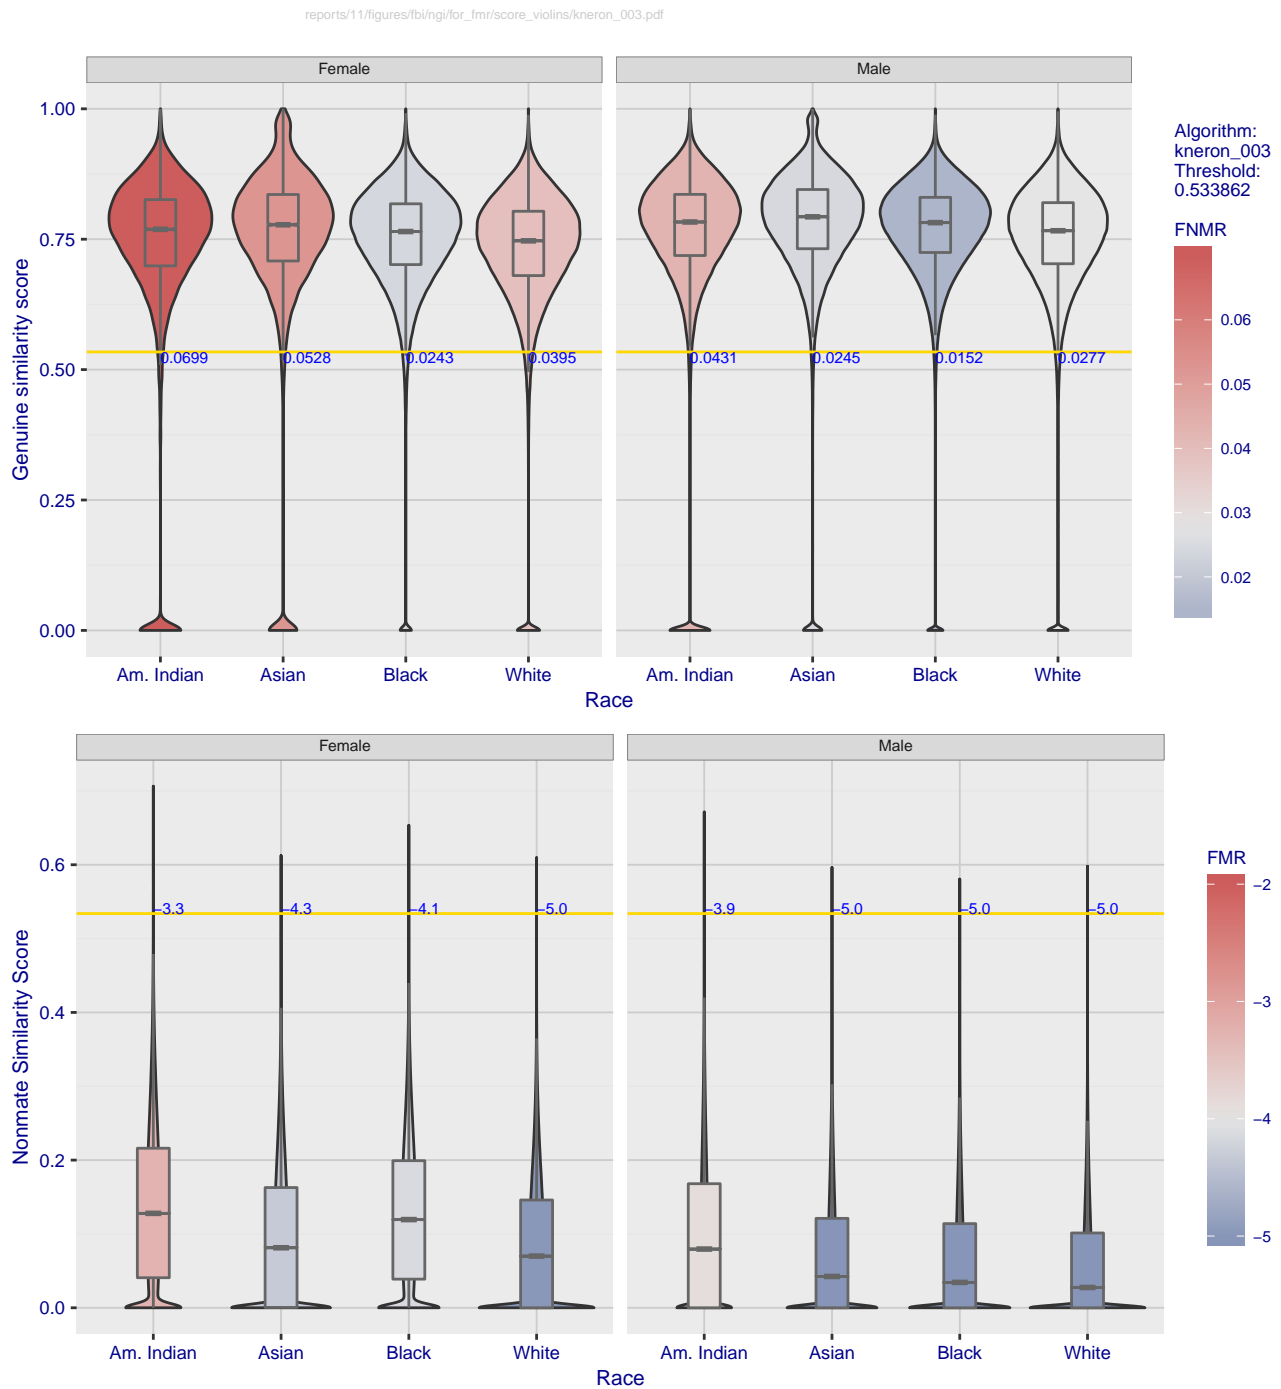 reports/11/figures/fbi/ngi/for_fmr/score_violins/kneron_003.pdf
Female
Male
Genuine similarity score
1.00
0.75
0.50
0.25
0.00
0.0699
0.0528
0.0243
0.0395
0.0431
0.0245
0.0152
0.0277
Am. Indian
Asian
Black
White
Am. Indian
Asian
Black
White
Race
Algorithm:
kneron_003
Threshold:
0.533862
FNMR
0.06
0.05
0.04
0.03
0.02
Female
Male
Nonmate Similarity Score
0.6
0.4
0.2
0.0
−3.3
−4.3
−4.1
−5.0
−3.9
−5.0
−5.0
−5.0
Am. Indian
Asian
Black
White
Am. Indian
Asian
Black
White
Race
FMR
−2
−3
−4
−5